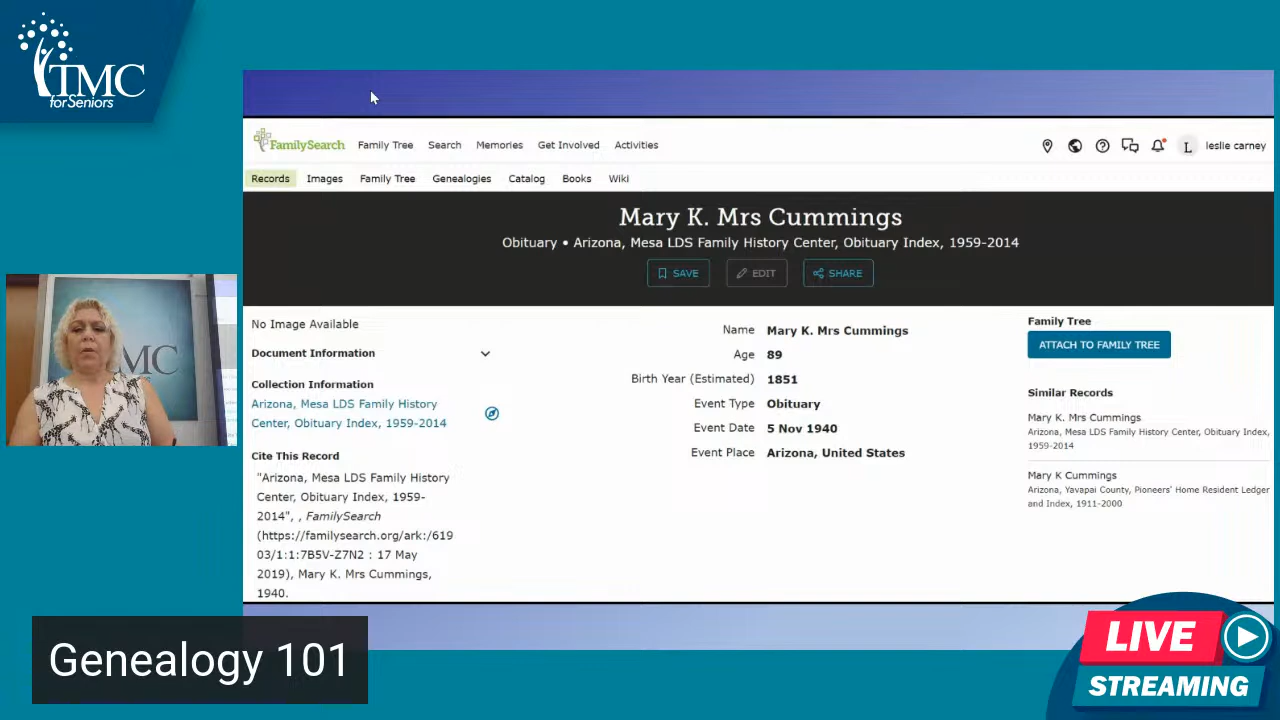 TMC
for Seniors
FamilySearch Family Tree Search Memories Get Involved Activities L leslie carney
Records Images Family Tree Genealogies Catalog Books Wiki
Mary K. Mrs Cummings
Obituary • Arizona, Mesa LDS Family History Center, Obituary Index, 1959-2014
SAVE EDIT SHARE
No Image Available
Document Information
Collection Information
Arizona, Mesa LDS Family History
Center, Obituary Index, 1959-2014
Cite This Record
"Arizona, Mesa LDS Family History
Center, Obituary Index, 1959-
2014", , FamilySearch
(https://familysearch.org/ark:/619
03/1:1:7B5V-Z7N2 : 17 May
2019), Mary K. Mrs Cummings,
1940.
Name Mary K. Mrs Cummings
Age 89
Birth Year (Estimated) 1851
Event Type Obituary
Event Date 5 Nov 1940
Event Place Arizona, United States
Family Tree
ATTACH TO FAMILY TREE
Similar Records
Mary K. Mrs Cummings
Arizona, Mesa LDS Family History Center, Obituary Index,
1959-2014
Mary K Cummings
Arizona, Yavapai County, Pioneers' Home Resident Ledger
and Index, 1911-2000
MC
Genealogy 101
LIVE
STREAMING